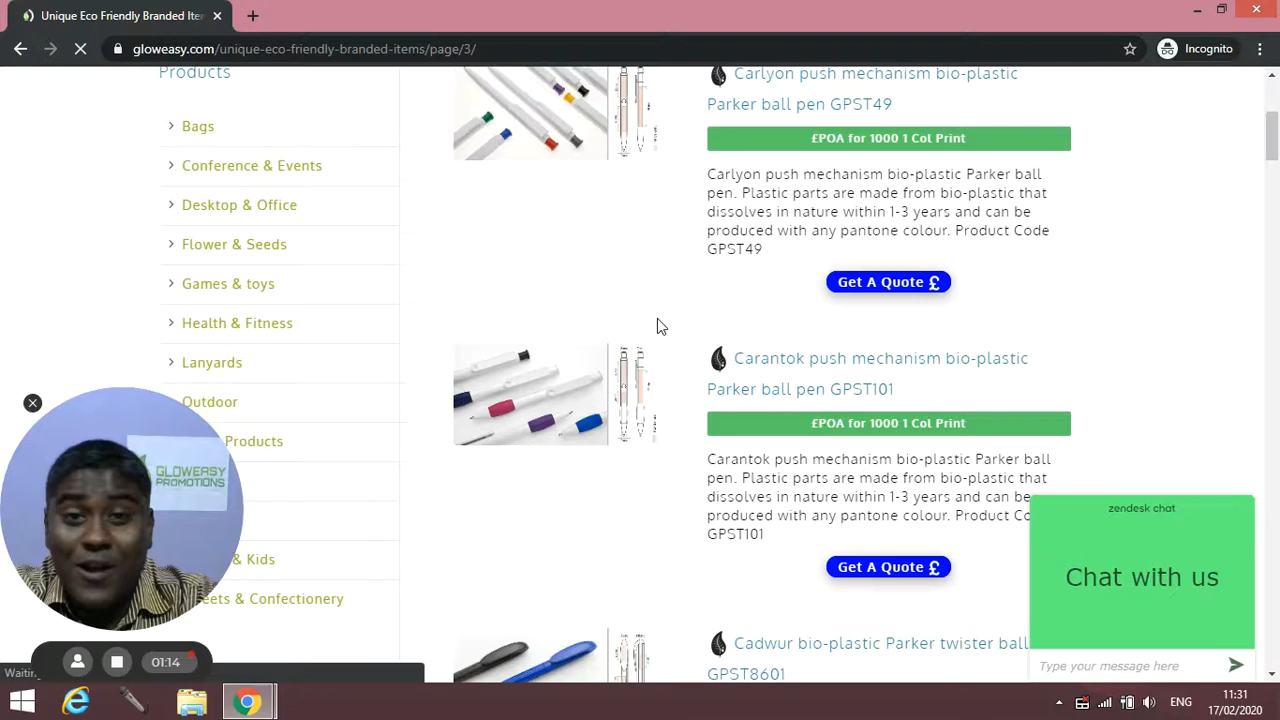 Unique Eco Friendly Branded Ite
gloweasy.com/unique-eco-friendly-branded-items/page/3/
Incognito
Products
Bags
Conference & Events
Desktop & Office
Flower & Seeds
Games & toys
Health & Fitness
Lanyards
Outdoor
Products
& Kids
eets & Confectionery
GLOWEASY
PROMOTIONS
01:14
Carlyon push mechanism bio-plastic
Parker ball pen GPST49
£POA for 1000 1 Col Print
Carlyon push mechanism bio-plastic Parker ball
pen. Plastic parts are made from bio-plastic that
dissolves in nature within 1-3 years and can be
produced with any pantone colour. Product Code
GPST49
Get A Quote £
Carantok push mechanism bio-plastic
Parker ball pen GPST101
£POA for 1000 1 Col Print
Carantok push mechanism bio-plastic Parker ball
pen. Plastic parts are made from bio-plastic that
dissolves in nature within 1-3 years and can be
produced with any pantone colour. Product Co
GPST101
Get A Quote £
Cadwur bio-plastic Parker twister ball
GPST8601
zendesk chat
Chat with us
Type your message here
Waitin
ENG
11:31
17/02/2020